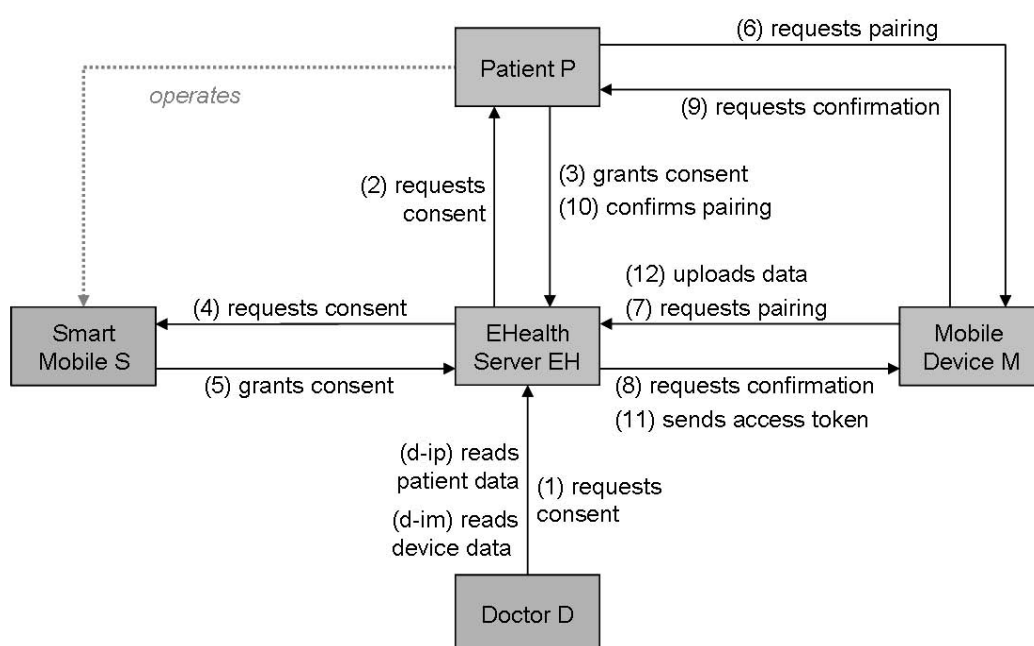 (6) requests pairing
Patient P
operates
(9) requests confirmation
(2) requests
consent
(3) grants consent
(10) confirms pairing
(12) uploads data
(4) requests consent
(7) requests pairing
Smart
Mobile S
EHealth
Server EH
Mobile
Device M
(5) grants consent
(8) requests confirmation
(11) sends access token
(d-ip) reads
patient data
(1) requests
consent
(d-im) reads
device data
Doctor D